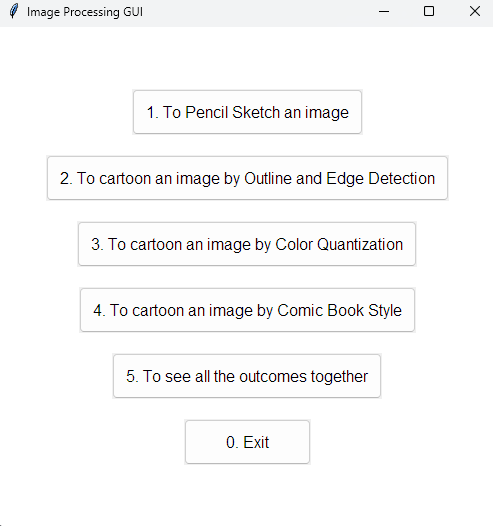 Image Processing GUI
1. To Pencil Sketch an image
2. To cartoon an image by Outline and Edge Detection
3. To cartoon an image by Color Quantization
4. To cartoon an image by Comic Book Style
5. To see all the outcomes together
0. Exit